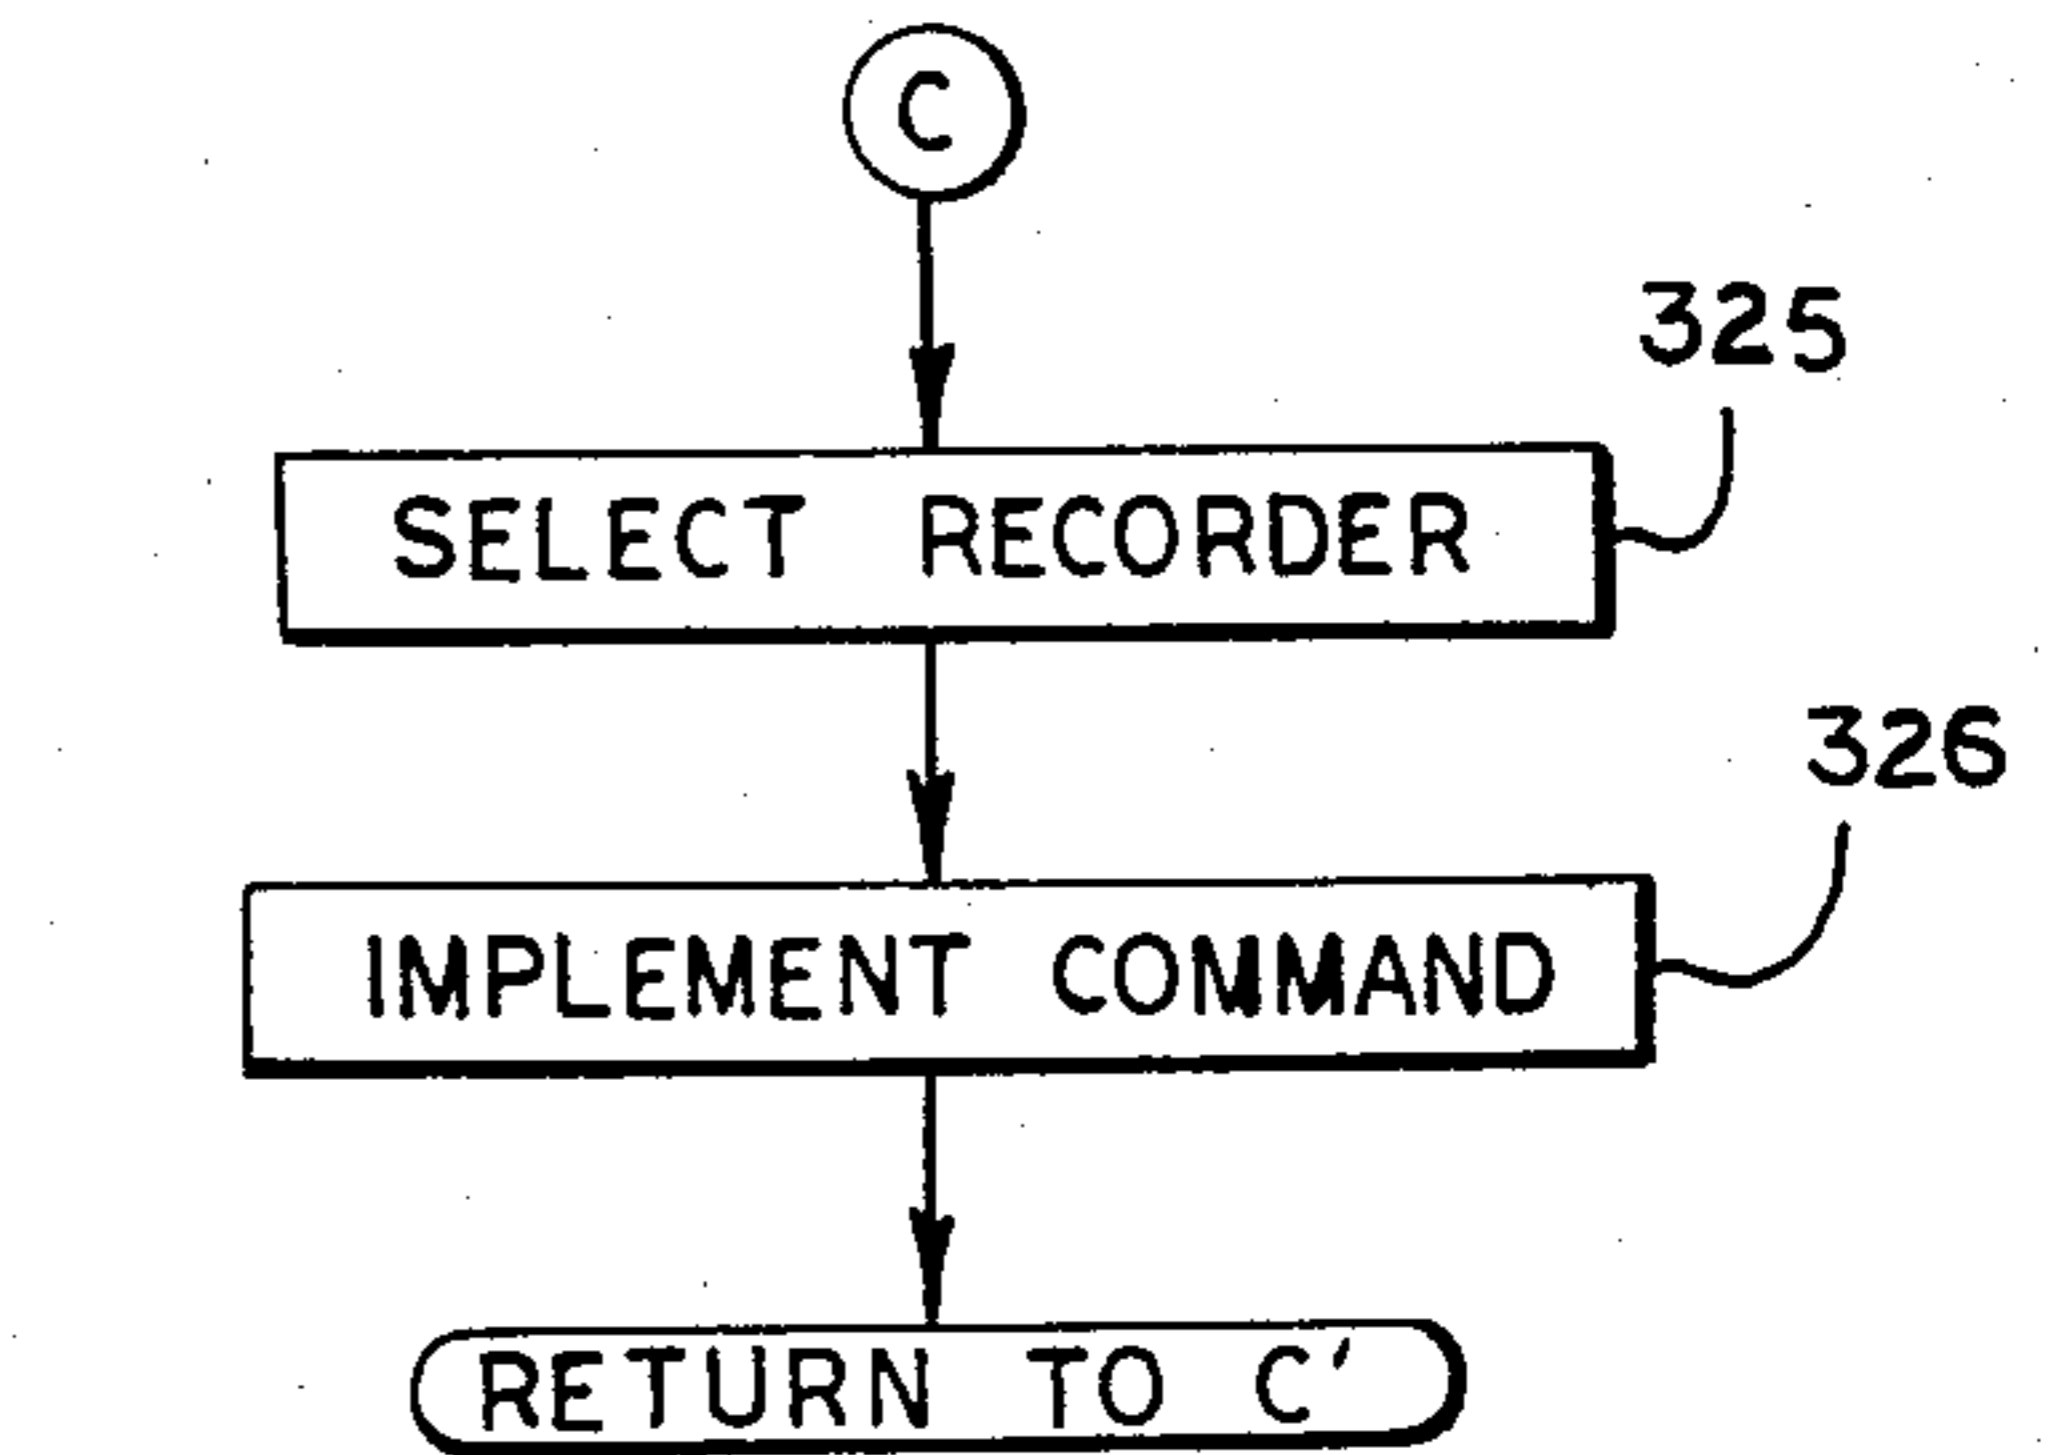 C
325
SELECT RECORDER
326
IMPLEMENT COMMAND
RETURN TO C'